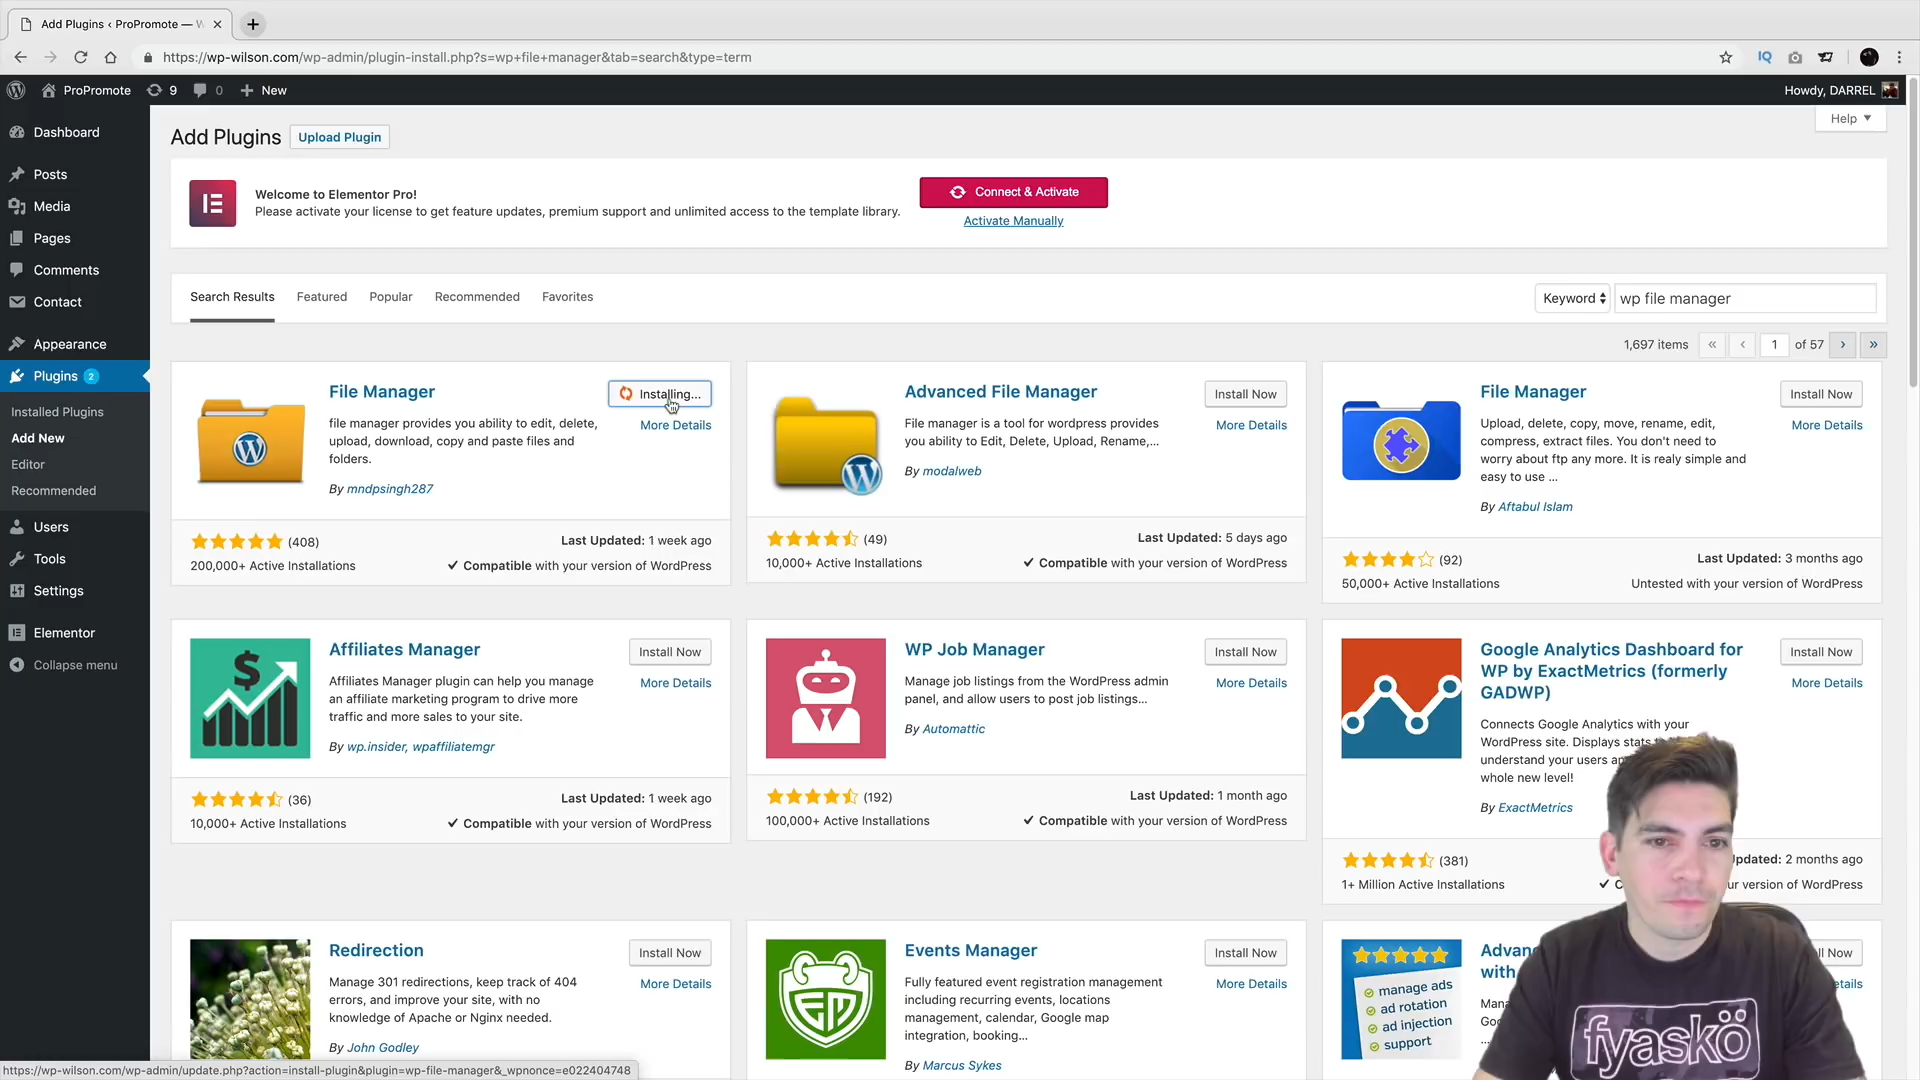 Add Plugins ‹ ProPromote — W
https://wp-wilson.com/wp-admin/plugin-install.php?s=wp+file+manager&tab=search&type=term
IQ
ProPromote 9 0 New
Howdy, DARREL
Dashboard
Posts
Media
Pages
Comments
Contact
Appearance
Plugins 2
Installed Plugins
Add New
Editor
Recommended
Users
Tools
Settings
Elementor
Collapse menu
Help
Add Plugins Upload Plugin
Welcome to Elementor Pro!
Please activate your license to get feature updates, premium support and unlimited access to the template library.
Connect & Activate
Activate Manually
Search Results Featured Popular Recommended Favorites
Keyword wp file manager
1,697 items « ‹ 1 of 57 › »
File Manager
Installing...
More Details
file manager provides you ability to edit, delete,
upload, download, copy and paste files and
folders.
By mndpsingh287
(408)
200,000+ Active Installations
Last Updated: 1 week ago
Compatible with your version of WordPress
Advanced File Manager
Install Now
More Details
File manager is a tool for wordpress provides
you ability to Edit, Delete, Upload, Rename,...
By modalweb
(49)
10,000+ Active Installations
Last Updated: 5 days ago
Compatible with your version of WordPress
File Manager
Install Now
More Details
Upload, delete, copy, move, rename, edit,
compress, extract files. You don't need to
worry about ftp any more. It is realy simple and
easy to use ...
By Aftabul Islam
(92)
50,000+ Active Installations
Last Updated: 3 months ago
Untested with your version of WordPress
Affiliates Manager
Install Now
More Details
Affiliates Manager plugin can help you manage
an affiliate marketing program to drive more
traffic and more sales to your site.
By wp.insider, wpaffiliatemgr
(36)
10,000+ Active Installations
Last Updated: 1 week ago
Compatible with your version of WordPress
WP Job Manager
Install Now
More Details
Manage job listings from the WordPress admin
panel, and allow users to post job listings...
By Automattic
(192)
100,000+ Active Installations
Last Updated: 1 month ago
Compatible with your version of WordPress
Google Analytics Dashboard for
WP by ExactMetrics (formerly
GADWP)
Install Now
More Details
Connects Google Analytics with your
WordPress site. Displays stats
understand your users
whole new level!
By ExactMetrics
(381)
1+ Million Active Installations
pdated: 2 months ago
ur version of WordPress
Redirection
Install Now
More Details
Manage 301 redirections, keep track of 404
errors, and improve your site, with no
knowledge of Apache or Nginx needed.
By John Godley
EM
Events Manager
Install Now
More Details
Fully featured event registration management
including recurring events, locations
management, calendar, Google map
integration, booking...
By Marcus Sykes
manage ads
ad rotation
ad injection
support
Advan
with
ll Now
etails
Mana
Goo
...
fyaskö
https://wp-wilson.com/wp-admin/update.php?action=install-plugin&plugin=wp-file-manager&_wpnonce=e022404748